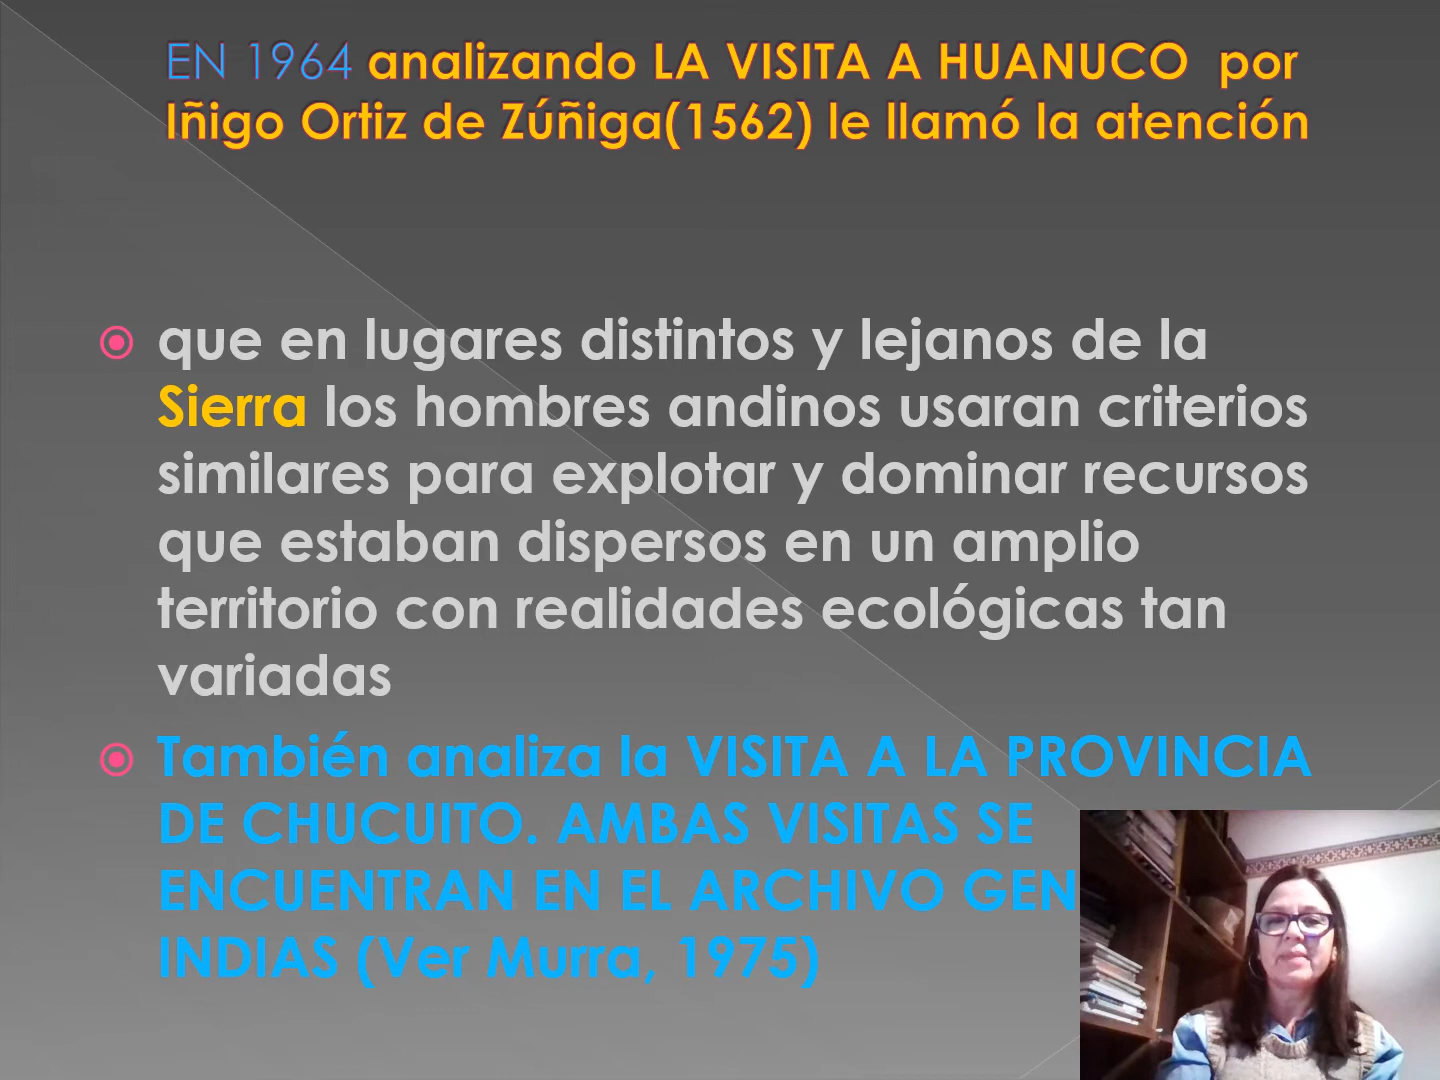 EN 1964 analizando LA VISITA A HUANUCO por
Iñigo Ortiz de Zúñiga(1562) le llamó la atención
que en lugares distintos y lejanos de la
Sierra los hombres andinos usaran criterios
similares para explotar y dominar recursos
que estaban dispersos en un amplio
territorio con realidades ecológicas tan
variadas
También analiza la VISITA A LA PROVINCIA
DE CHUCUITO. AMBAS VISITAS SE
ENCUENTRAN EN EL ARCHIVO GEN
INDIAS (Ver Murra, 1975)